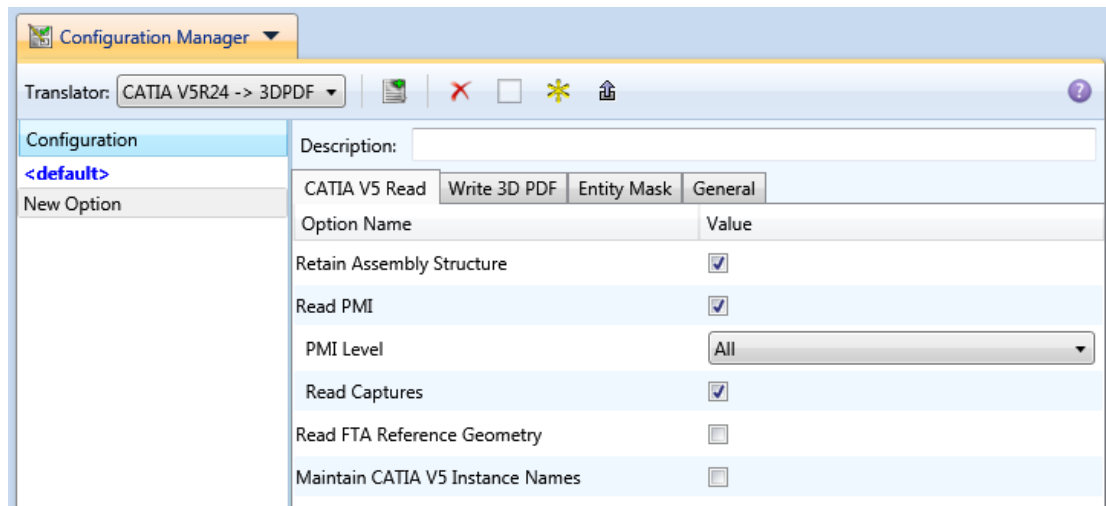 Configuration Manager
Translator: CATIA V5R24 -> 3DPDF
Configuration
<default>
New Option
Description:
CATIA V5 Read Write 3D PDF Entity Mask General
Option Name Value
Retain Assembly Structure
Read PMI
PMI Level All
Read Captures
Read FTA Reference Geometry
Maintain CATIA V5 Instance Names